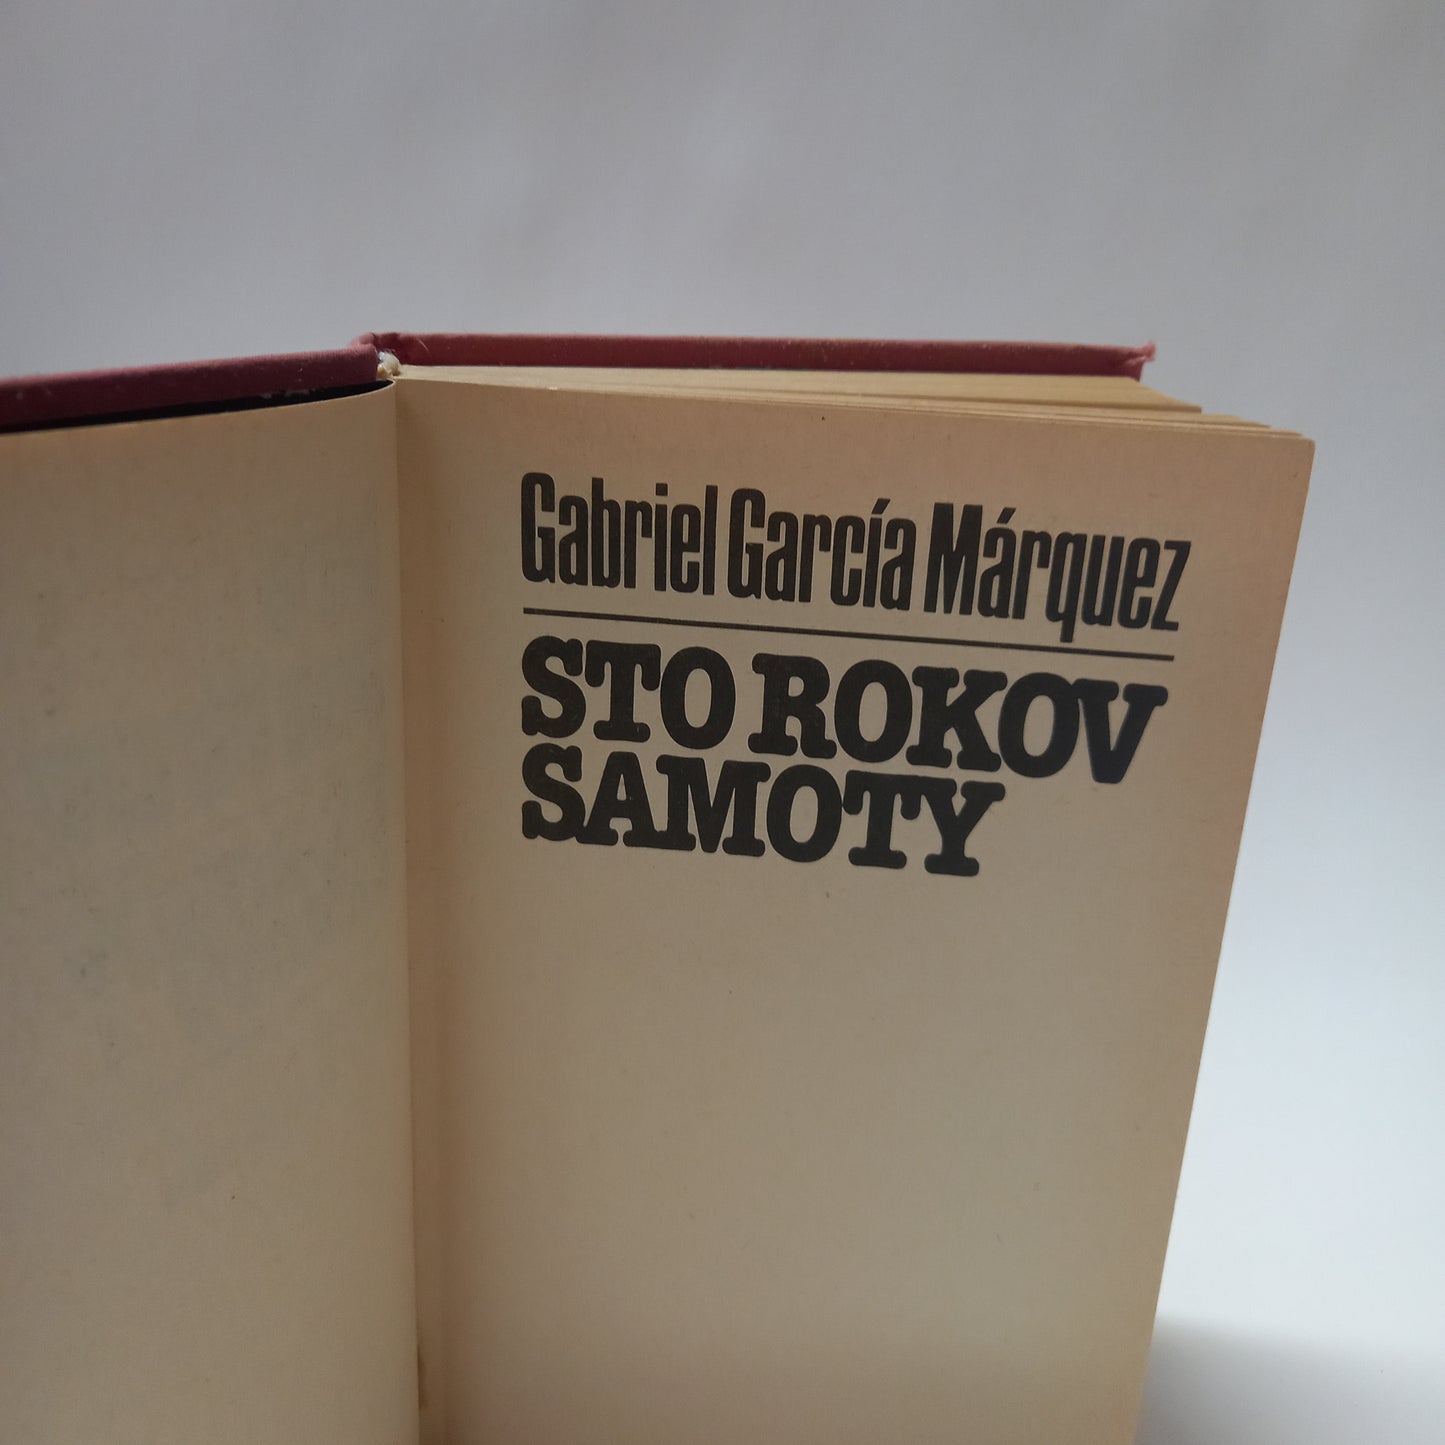 Gabriel García Márquez
STO ROKOV
SAMOTY